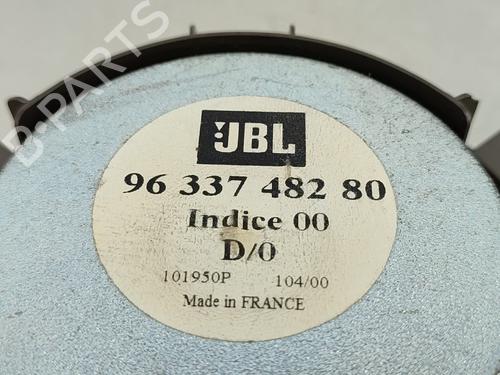 JBL
96 337 482 80
Indice 00
D/0
101950P 104/00
Made in FRANCE
D-PARTS